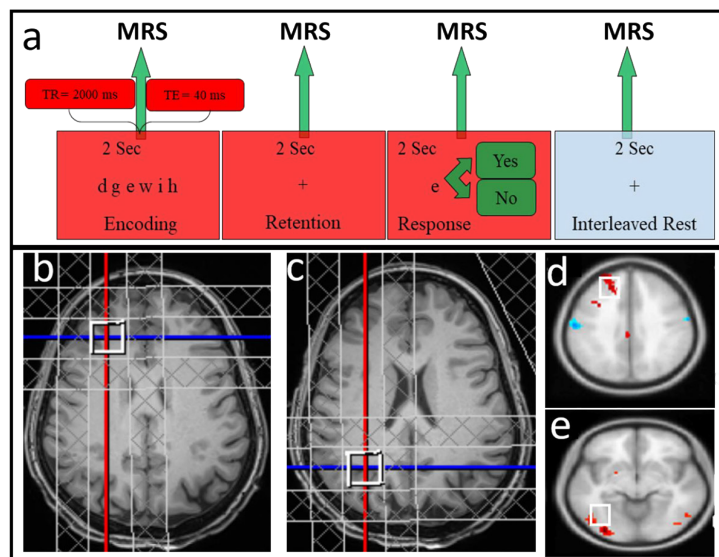 a
MRS MRS MRS MRS
TR= 2000 ms TE= 40 ms
2 Sec 2 Sec 2 Sec 2 Sec
Yes
d g e w i h + e +
No
Encoding Retention Response Interleaved Rest
b c d
e